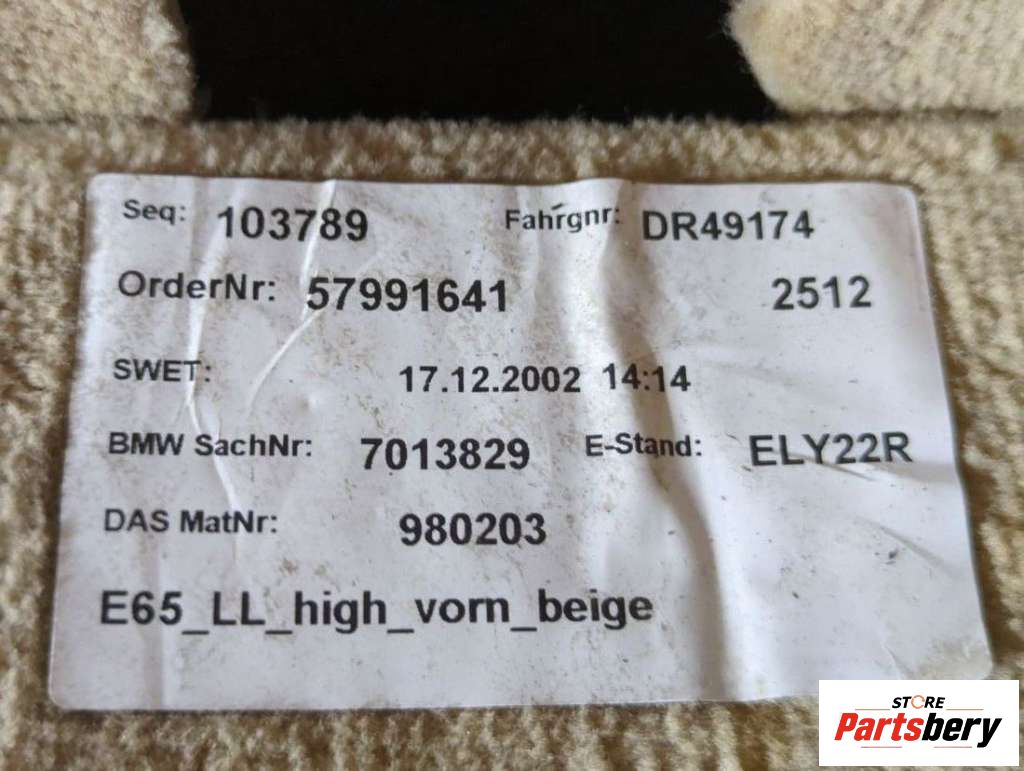 Seq: 103789 Fahrgnr: DR49174
OrderNr: 57991641 2512
SWET: 17.12.2002 14:14
BMW SachNr: 7013829 E-Stand: ELY22R
DAS MatNr: 980203
E65_LL_high_vorn_beige
STORE
Partsbery